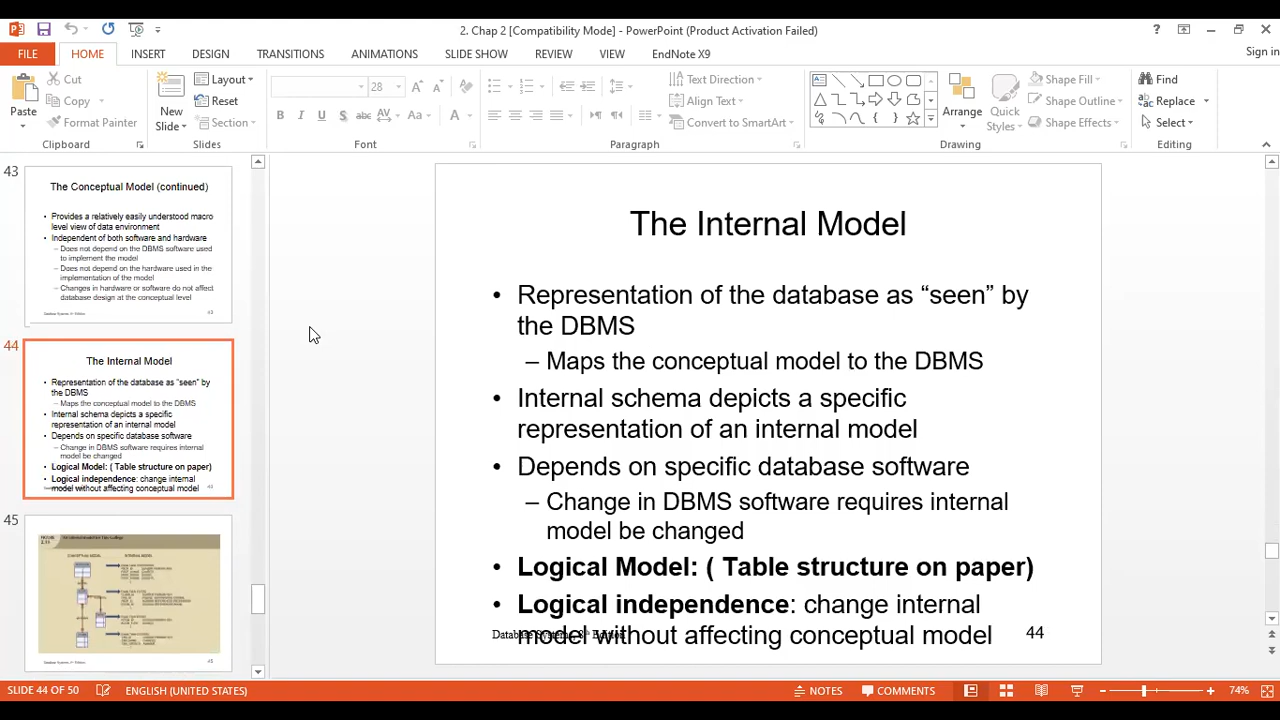 2. Chap 2 [Compatibility Mode] - PowerPoint (Product Activation Failed)
?
FILE HOME INSERT DESIGN TRANSITIONS ANIMATIONS SLIDE SHOW REVIEW VIEW EndNote X9
Sign in
Paste
Cut
Copy
Format Painter
Clipboard
New
Slide
Layout
Reset
Section
Slides
28
B I U S abc AV Aa A
Font
Text Direction
Align Text
Convert to SmartArt
Paragraph
Arrange
Quick
Styles
Shape Fill
Shape Outline
Shape Effects
Drawing
Find
Replace
Select
Editing
43
The Conceptual Model (continued)
• Provides a relatively easily understood macro
level view of data environment
• Independent of both software and hardware
– Does not depend on the DBMS software used
to implement the model
– Does not depend on the hardware used in the
implementation of the model
– Changes in hardware or software do not affect
database design at the conceptual level
44
The Internal Model
• Representation of the database as “seen” by
the DBMS
– Maps the conceptual model to the DBMS
• Internal schema depicts a specific
representation of an internal model
• Depends on specific database software
– Change in DBMS software requires internal
model be changed
• Logical Model: ( Table structure on paper)
• Logical independence: change internal
model without affecting conceptual model
45
The Internal Model
• Representation of the database as “seen” by
the DBMS
– Maps the conceptual model to the DBMS
• Internal schema depicts a specific
representation of an internal model
• Depends on specific database software
– Change in DBMS software requires internal
model be changed
• Logical Model: ( Table structure on paper)
• Logical independence: change internal
model without affecting conceptual model
Database Systems, 8th Edition
44
SLIDE 44 OF 50
ENGLISH (UNITED STATES)
NOTES
COMMENTS
74%